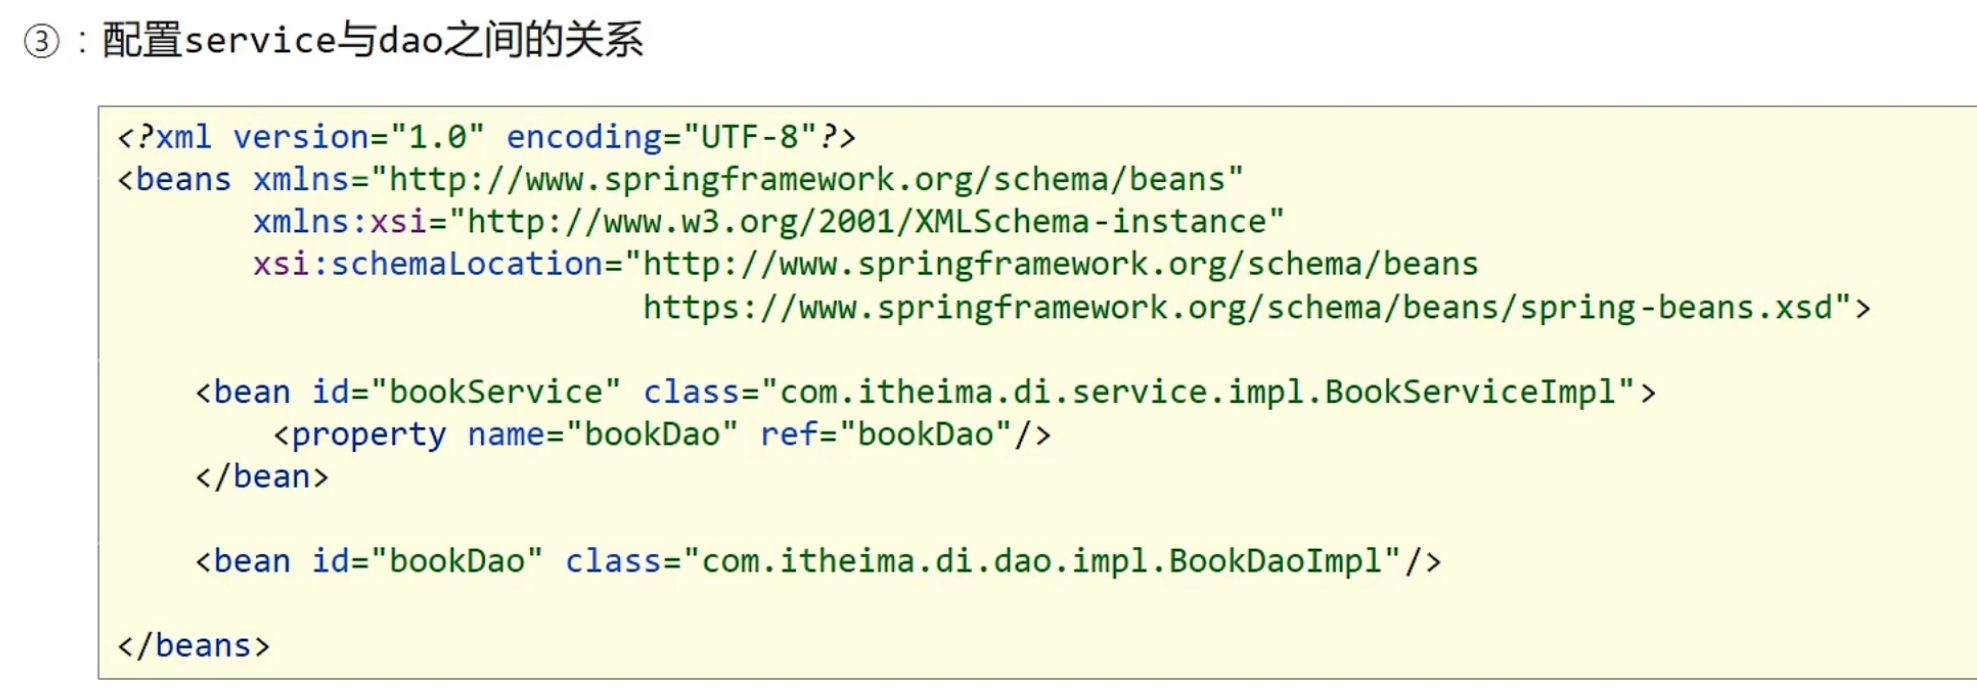 ③：配置service与dao之间的关系
<?xml version="1.0" encoding="UTF-8"?>
<beans xmlns="http://www.springframework.org/schema/beans"
       xmlns:xsi="http://www.w3.org/2001/XMLSchema-instance"
       xsi:schemaLocation="http://www.springframework.org/schema/beans
                           https://www.springframework.org/schema/beans/spring-beans.xsd">
    <bean id="bookService" class="com.itheima.di.service.impl.BookServiceImpl">
        <property name="bookDao" ref="bookDao"/>
    </bean>
    <bean id="bookDao" class="com.itheima.di.dao.impl.BookDaoImpl"/>
</beans>